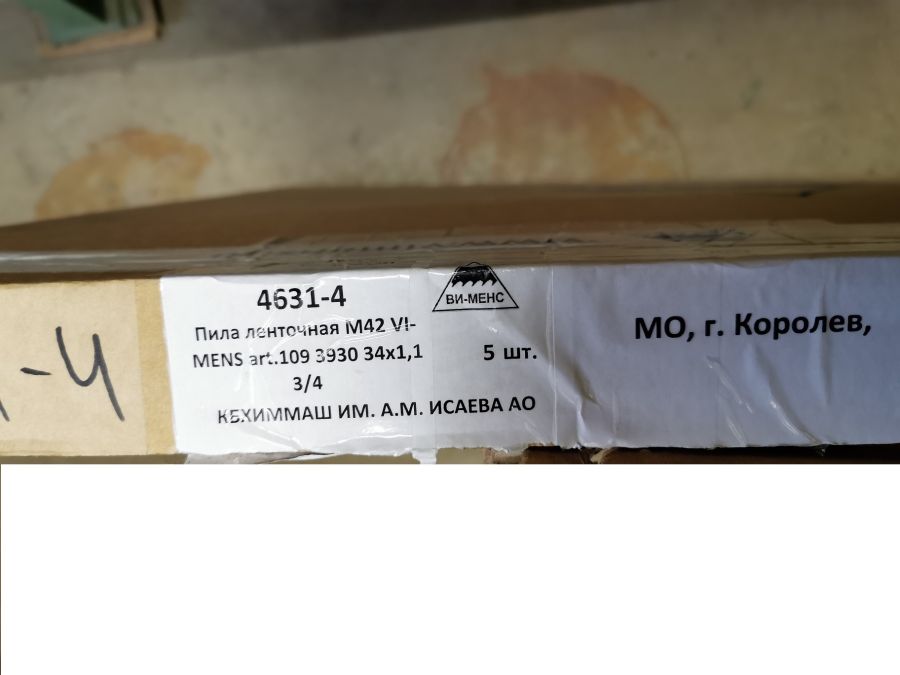 4631-4
ВИ-МЕНС
Пила ленточная М42 VI-
MENS art.109 3930 34x1,1
3/4
5 шт.
КБХИММАШ ИМ. А.М. ИСАЕВА АО
МО, г. Королев,
-4